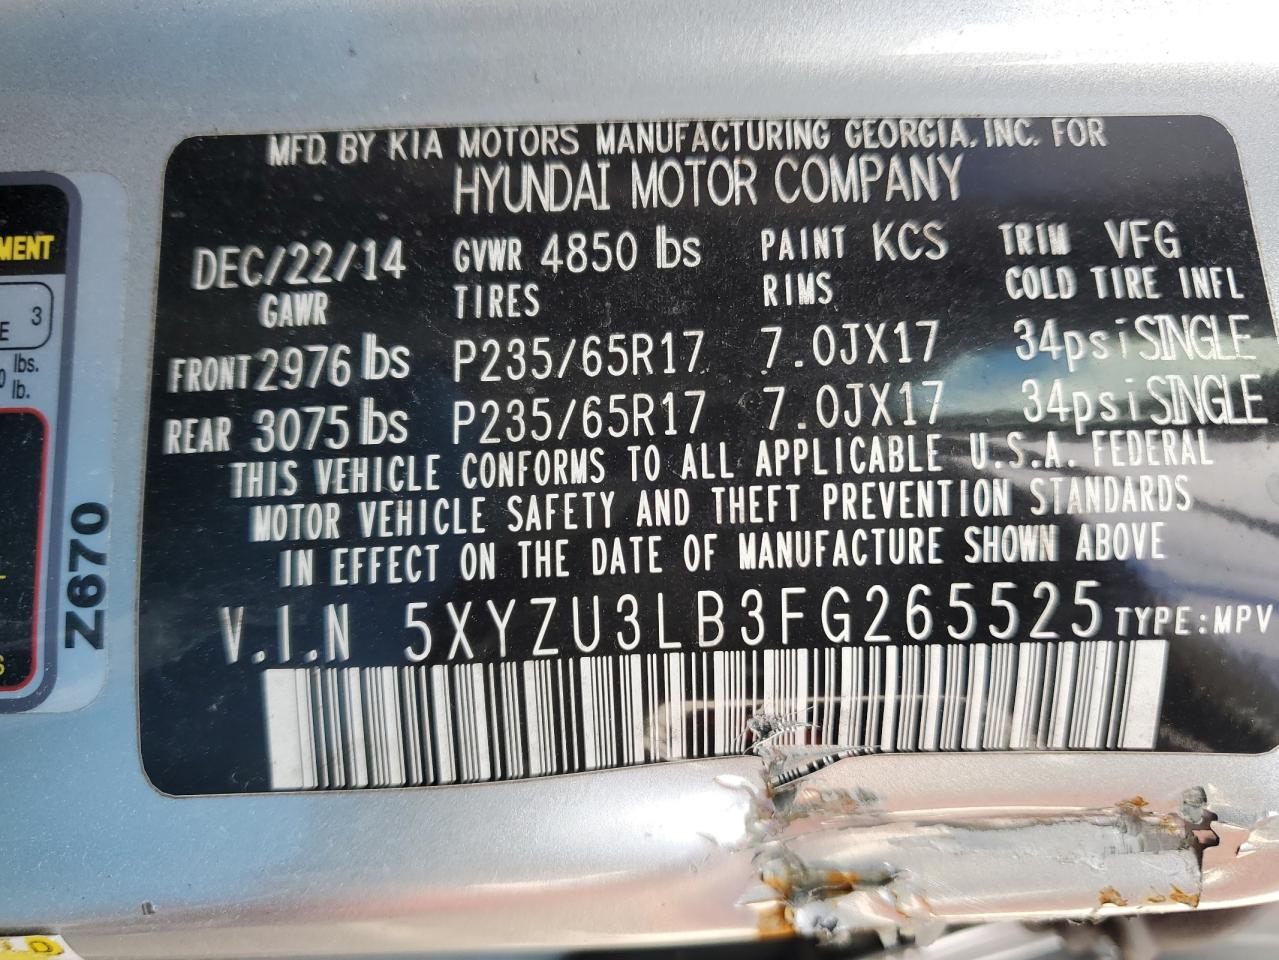 MFD. BY KIA MOTORS MANUFACTURING GEORGIA, INC. FOR
HYUNDAI MOTOR COMPANY
DEC/22/14 GVWR 4850 lbs PAINT KCS TRIM VFG
GAWR TIRES RIMS COLD TIRE INFL
FRONT 2976 lbs P235/65R17 7.0JX17 34psi SINGLE
REAR 3075 lbs P235/65R17 7.0JX17 34psi SINGLE
THIS VEHICLE CONFORMS TO ALL APPLICABLE U.S.A. FEDERAL
MOTOR VEHICLE SAFETY AND THEFT PREVENTION STANDARDS
IN EFFECT ON THE DATE OF MANUFACTURE SHOWN ABOVE
V.I.N 5XYZU3LB3FG265525 TYPE:MPV
3
lbs.
lb.
Z670